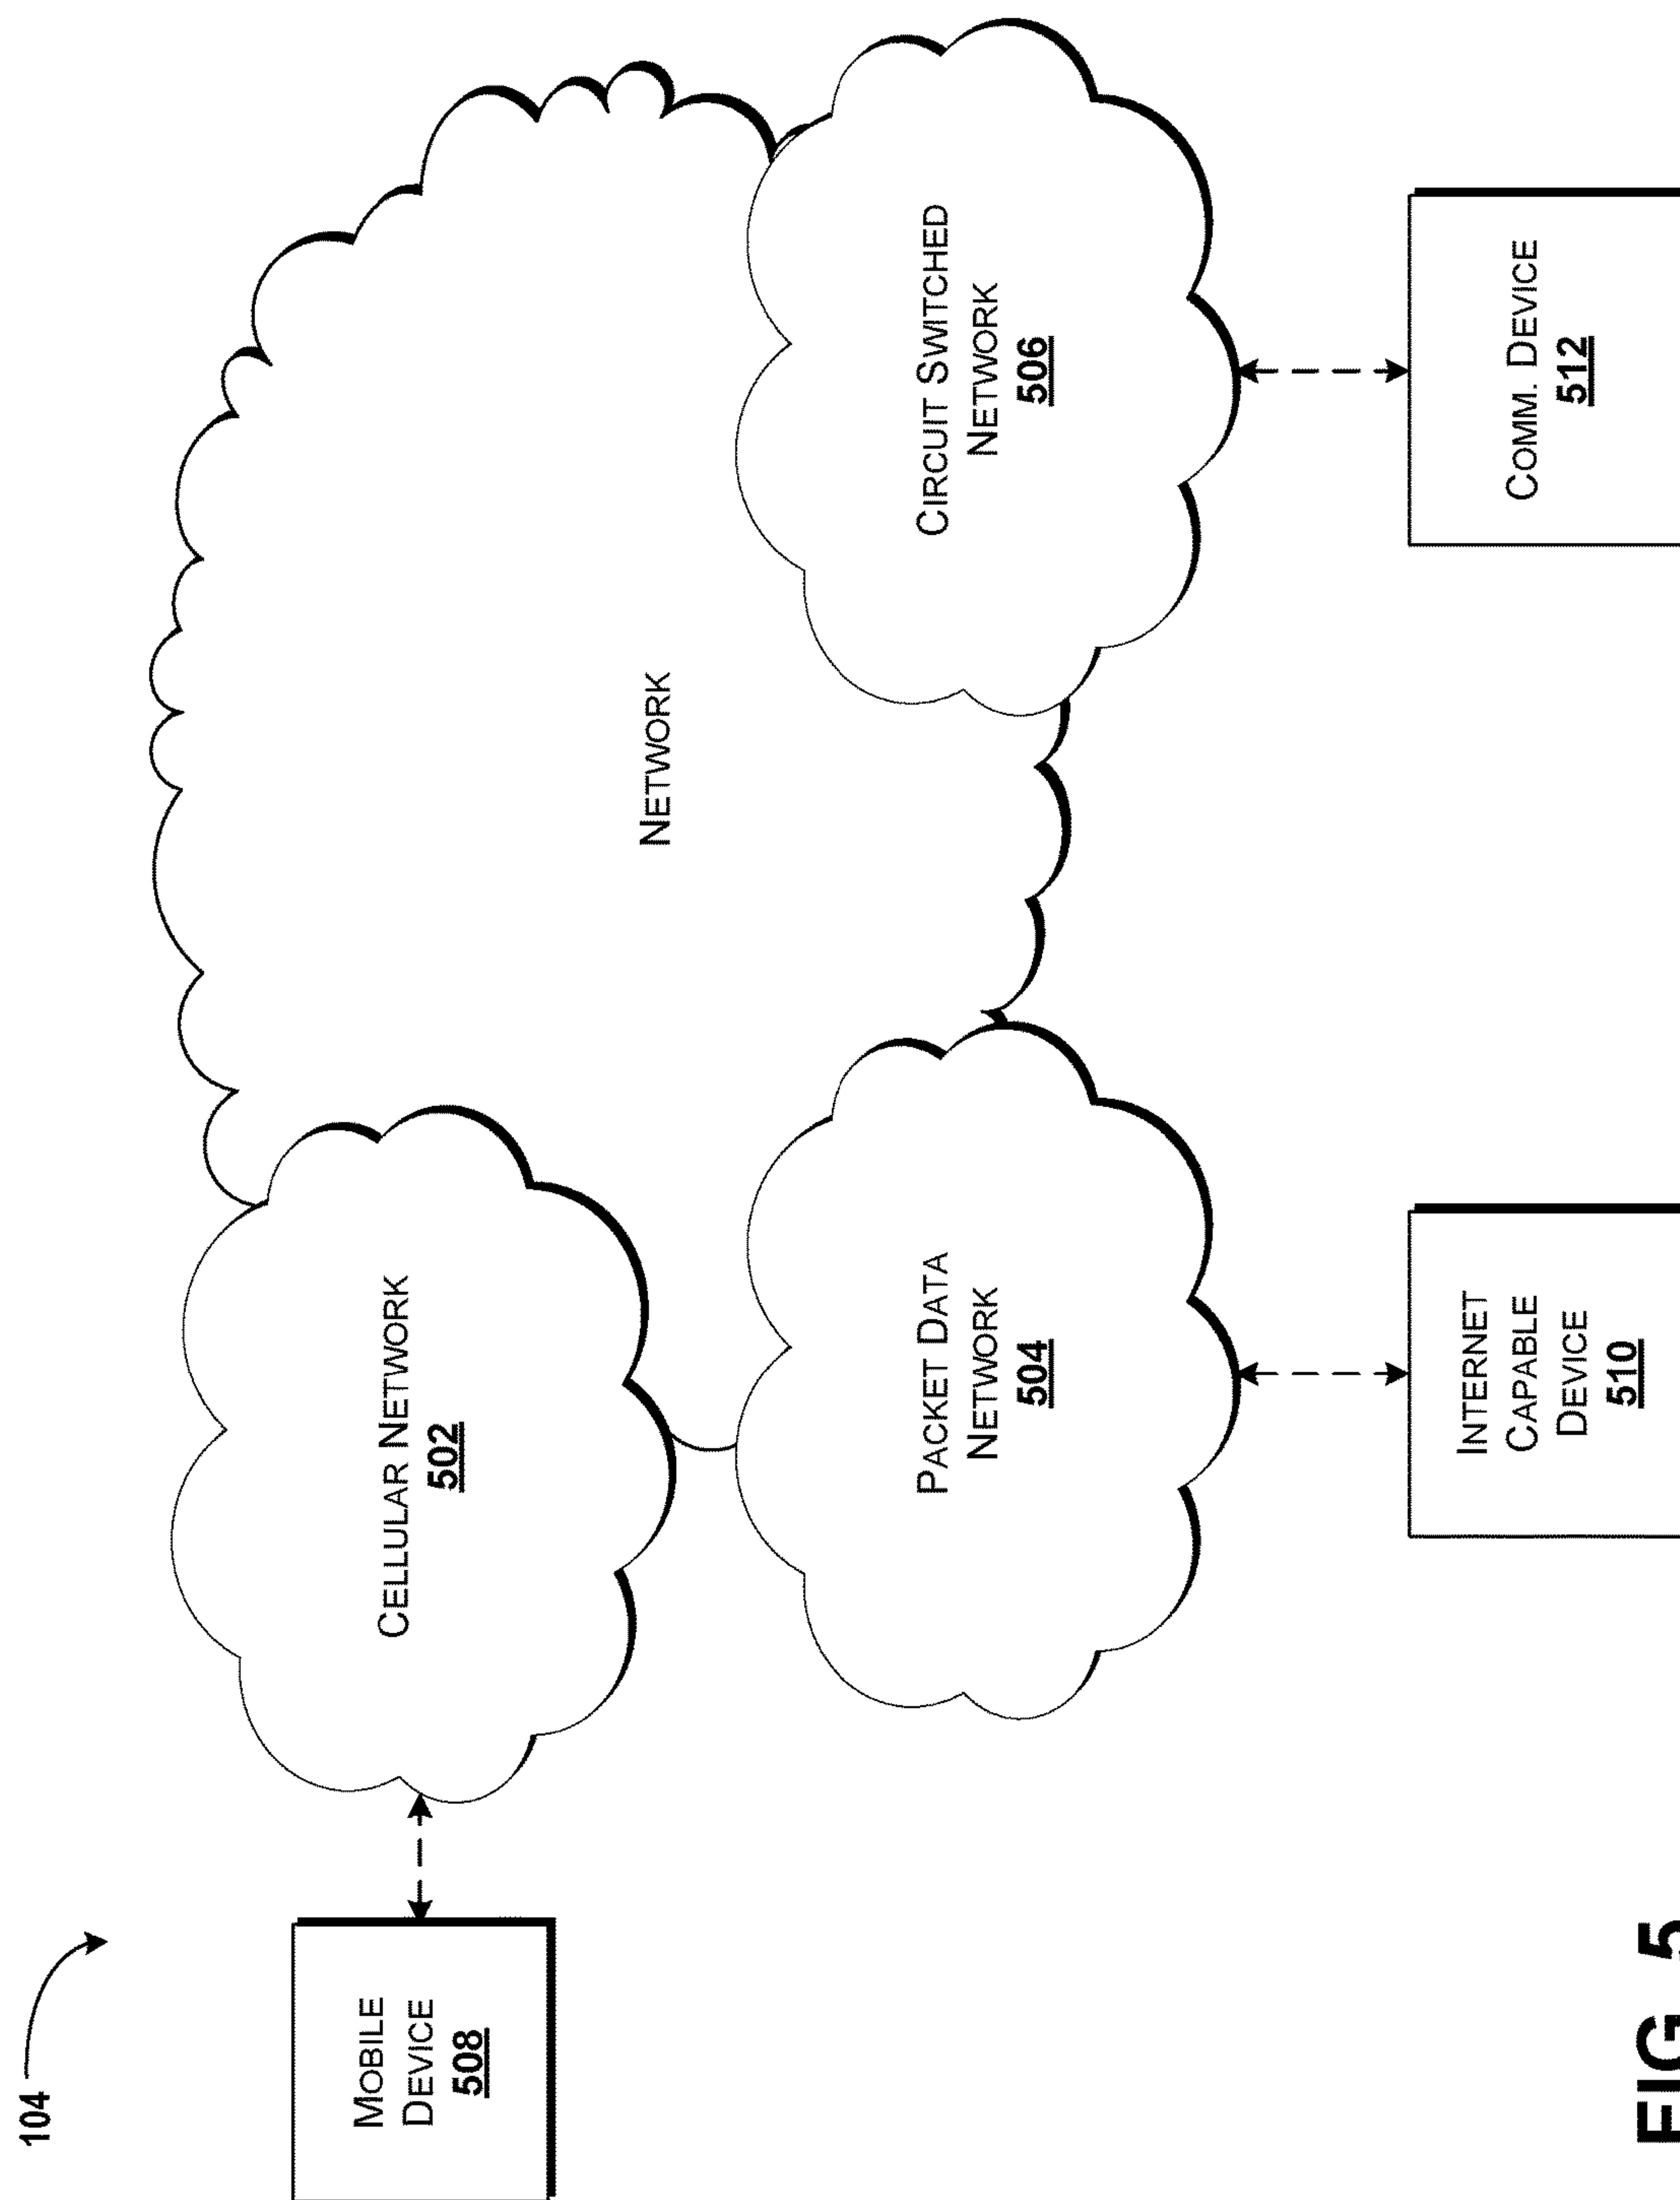 104
MOBILE
DEVICE
508
CELLULAR NETWORK
502
NETWORK
PACKET DATA
NETWORK
504
CIRCUIT SWITCHED
NETWORK
506
INTERNET
CAPABLE
DEVICE
510
COMM. DEVICE
512
FIG. 5